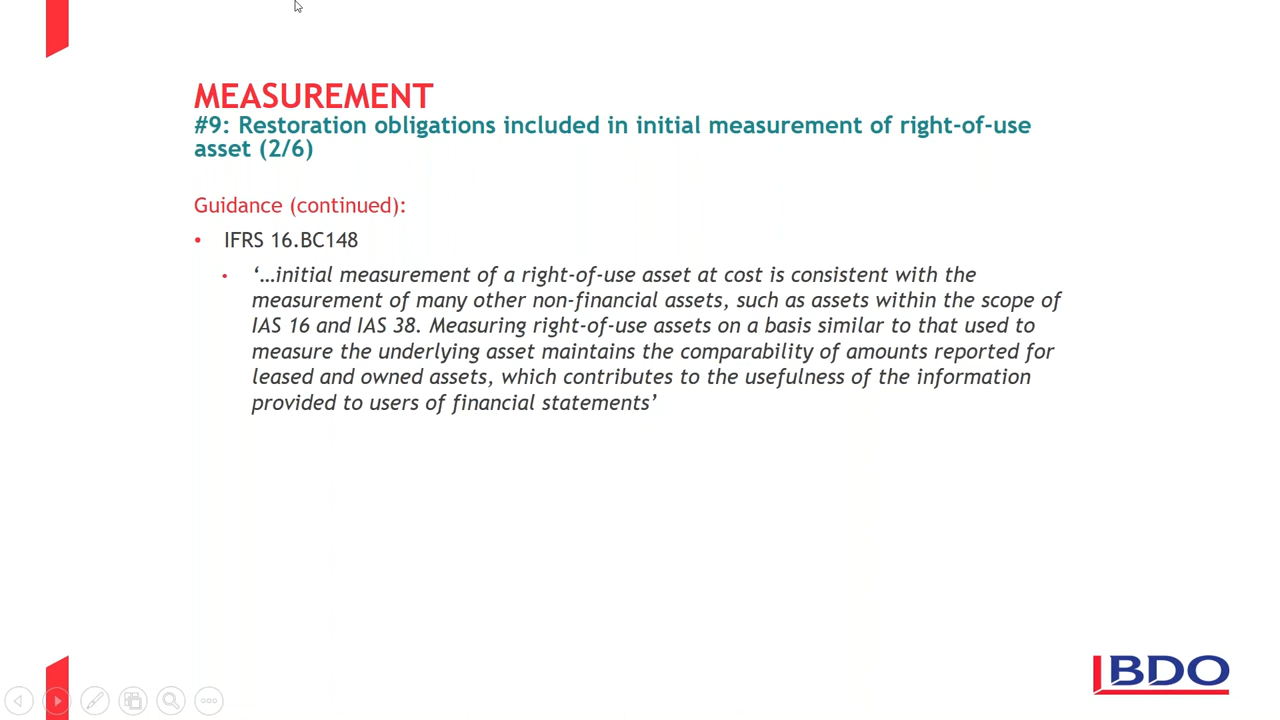 MEASUREMENT
#9: Restoration obligations included in initial measurement of right-of-use
asset (2/6)
Guidance (continued):
• IFRS 16.BC148
• ‘…initial measurement of a right-of-use asset at cost is consistent with the
measurement of many other non-financial assets, such as assets within the scope of
IAS 16 and IAS 38. Measuring right-of-use assets on a basis similar to that used to
measure the underlying asset maintains the comparability of amounts reported for
leased and owned assets, which contributes to the usefulness of the information
provided to users of financial statements’
BDO